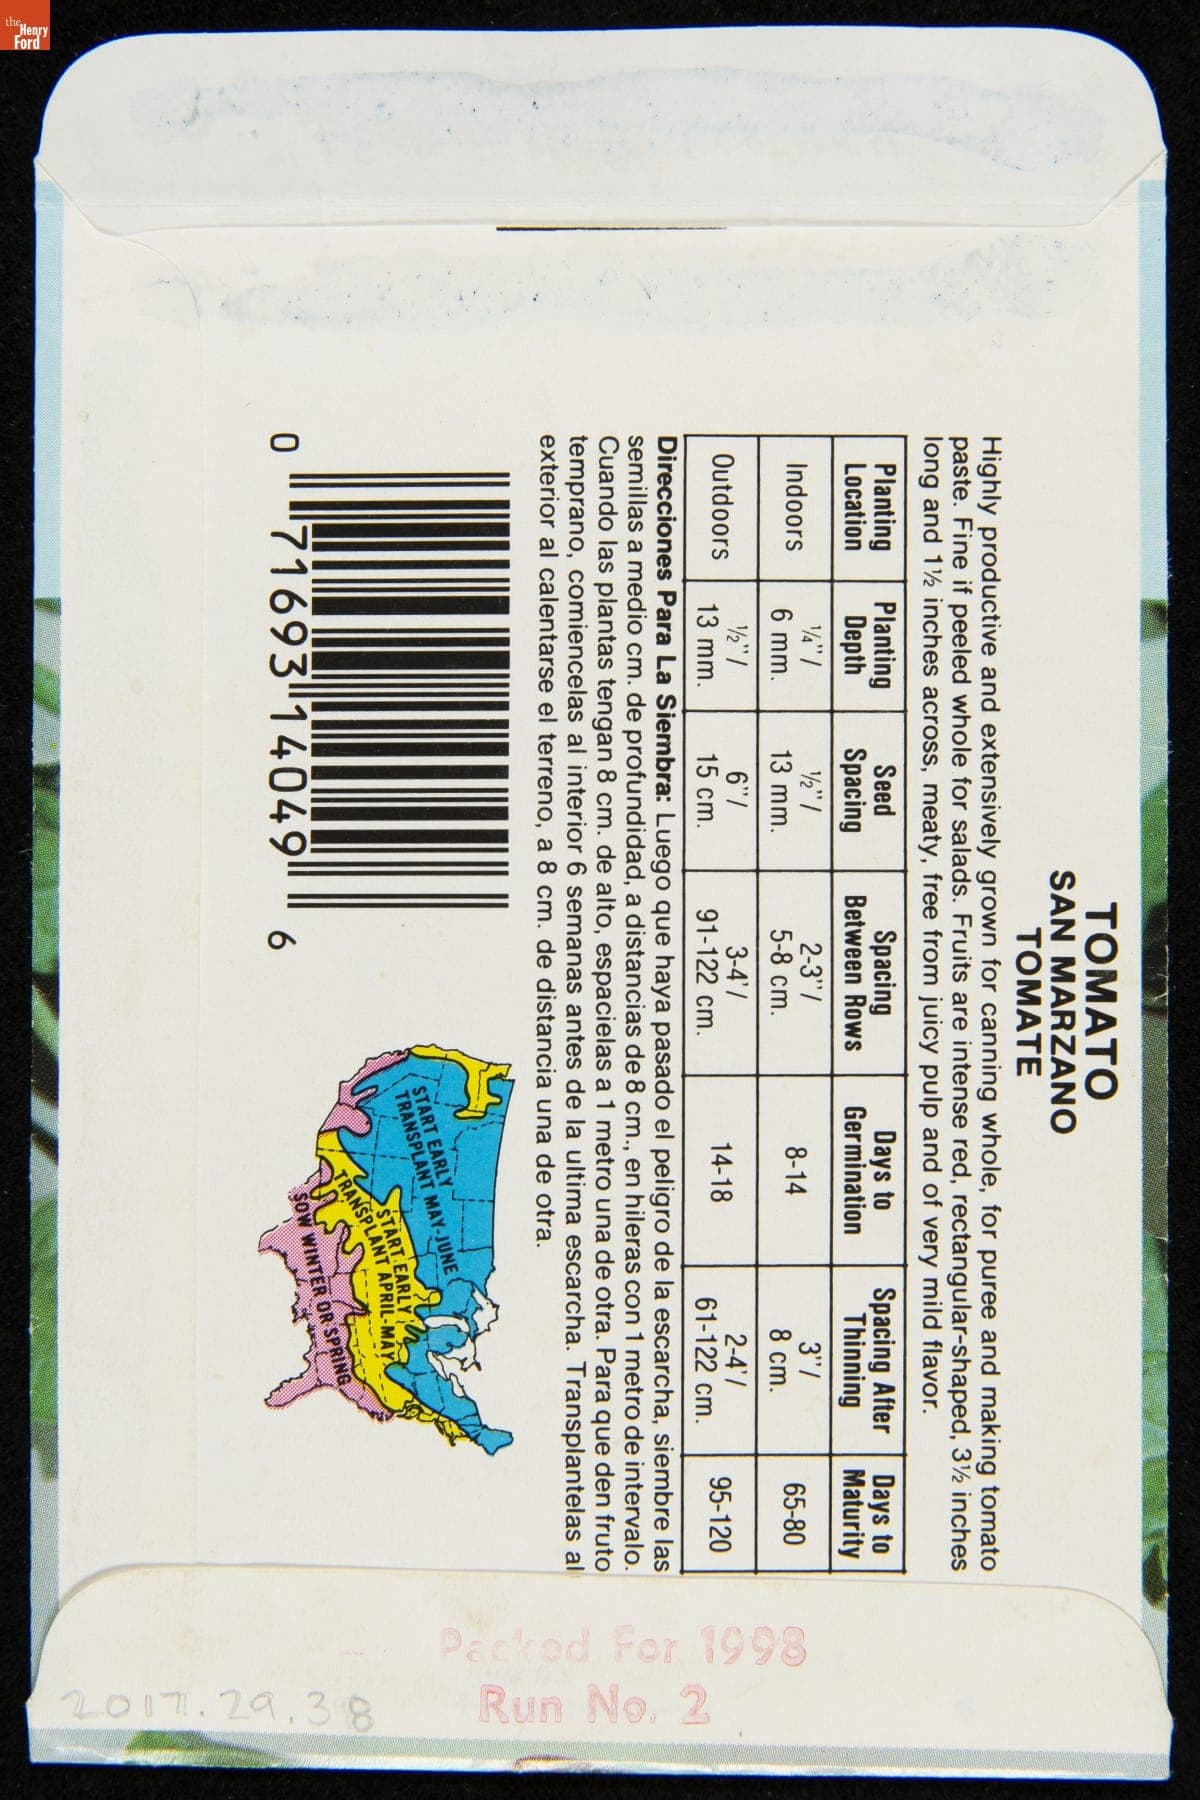 the
Henry
Ford
TOMATO
SAN MARZANO
TOMATE
Highly productive and extensively grown for canning whole, for puree and making tomato
paste. Fine if peeled whole for salads. Fruits are intense red, rectangular-shaped, 3½ inches
long and 1½ inches across, meaty, free from juicy pulp and of very mild flavor.
Planting Location Planting Depth Seed Spacing Spacing Between Rows Days to Germination Spacing After Thinning Days to Maturity
Indoors ¼"/ 6 mm. ½"/ 13 mm. 2-3"/ 5-8 cm. 8-14 3"/ 8 cm. 65-80
Outdoors ½"/ 13 mm. 6"/ 15 cm. 3-4'/ 91-122 cm. 14-18 2-4'/ 61-122 cm. 95-120
Direcciones Para La Siembra: Luego que haya pasado el peligro de la escarcha, siembre las
semillas a medio cm. de profundidad, a distancias de 8 cm., en hileras con 1 metro de intervalo.
Cuando las plantas tengan 8 cm. de alto, espacielas a 1 metro una de otra. Para que den fruto
temprano, comiencelas al interior 6 semanas antes de la ultima escarcha. Transplantelas al
exterior al calentarse el terreno, a 8 cm. de distancia una de otra.
0 71693 14049 6
START EARLY
TRANSPLANT MAY-JUNE
START EARLY
TRANSPLANT APRIL-MAY
SOW WINTER OR SPRING
Packed For 1998
Run No. 2
2017.29.38